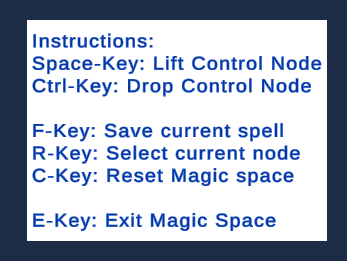 Instructions:
Space-Key: Lift Control Node
Ctrl-Key: Drop Control Node
F-Key: Save current spell
R-Key: Select current node
C-Key: Reset Magic space
E-Key: Exit Magic Space